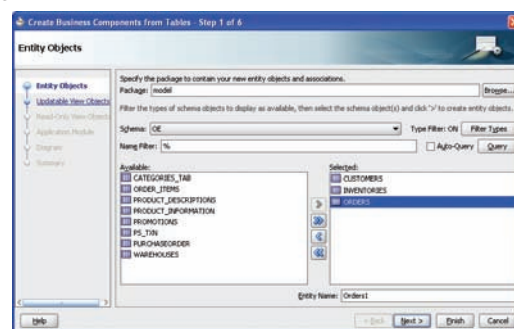 Create Business Components from Tables - Step 1 of 6
Entity Objects
Entity Objects
Updatable View Objects
Read-Only View Objects
Application Module
Diagram
Summary
Specify the package to contain your new entity objects and associations.
Package: model
Browse...
Filter the types of schema objects to display as available, then select the schema object(s) and click '>' to create entity objects.
Schema: OE
Type Filter: ON
Filter Types
Name Filter: %
Auto-Query
Query
Available:
CATEGORIES_TAB
ORDER_ITEMS
PRODUCT_DESCRIPTIONS
PRODUCT_INFORMATION
PROMOTIONS
PS_TXN
PURCHASEORDER
WAREHOUSES
Selected:
CUSTOMERS
INVENTORIES
ORDERS
Entity Name: Orders1
Help
< Back
Next >
Finish
Cancel